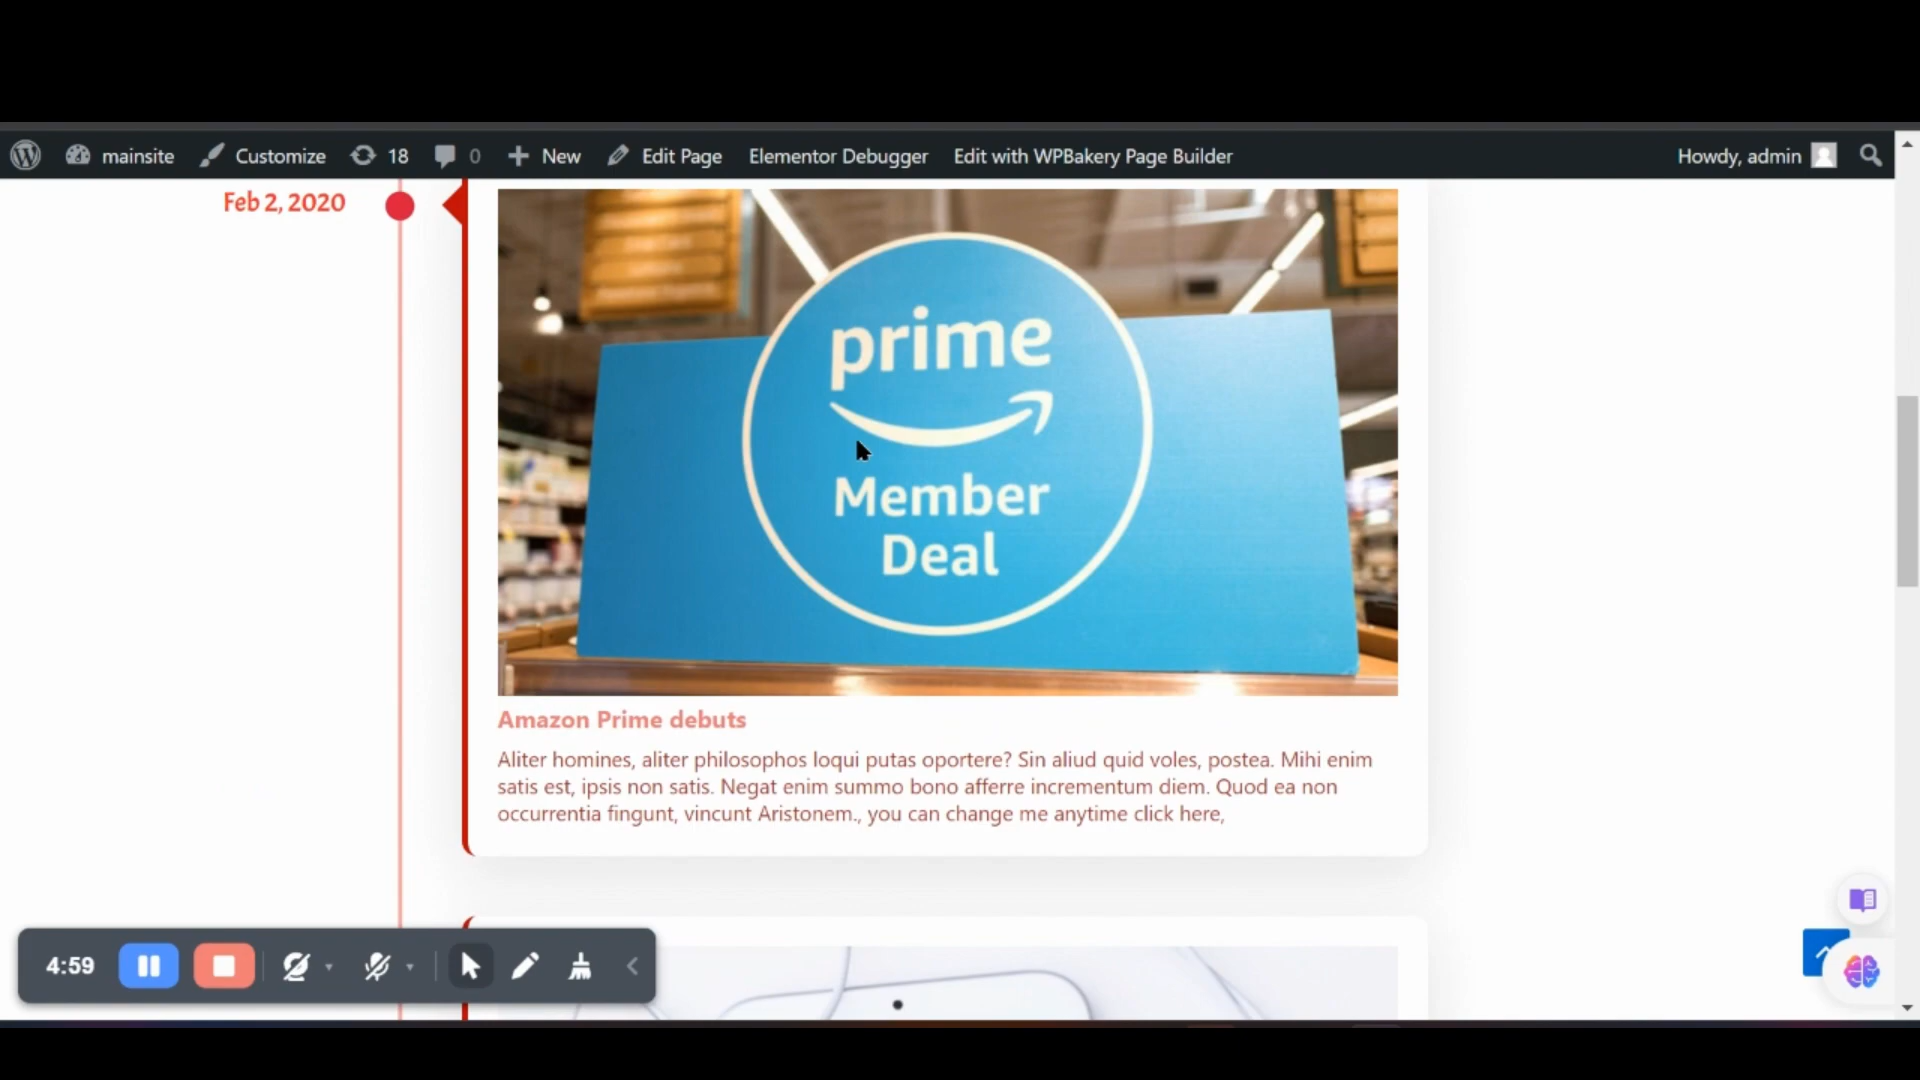 mainsite
Customize
18
0
New
Edit Page
Elementor Debugger
Edit with WPBakery Page Builder
Howdy, admin
Feb 2, 2020
prime
Member
Deal
Amazon Prime debuts
Aliter homines, aliter philosophos loqui putas oportere? Sin aliud quid voles, postea. Mihi enim
satis est, ipsis non satis. Negat enim summo bono afferre incrementum diem. Quod ea non
occurrentia fingunt, vincunt Aristonem., you can change me anytime click here,
4:59